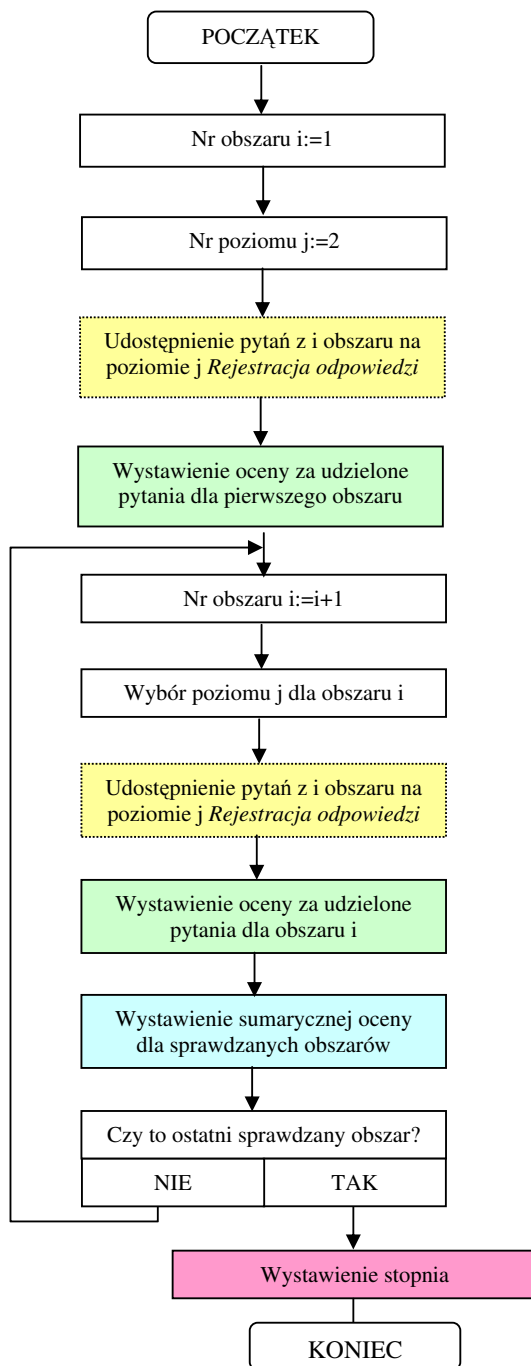 POCZĄTEK
Nr obszaru i:=1
Nr poziomu j:=2
Udostępnienie pytań z i obszaru na
poziomie j Rejestracja odpowiedzi
Wystawienie oceny za udzielone
pytania dla pierwszego obszaru
Nr obszaru i:=i+1
Wybór poziomu j dla obszaru i
Udostępnienie pytań z i obszaru na
poziomie j Rejestracja odpowiedzi
Wystawienie oceny za udzielone
pytania dla obszaru i
Wystawienie sumarycznej oceny
dla sprawdzanych obszarów
Czy to ostatni sprawdzany obszar?
NIE TAK
Wystawienie stopnia
KONIEC